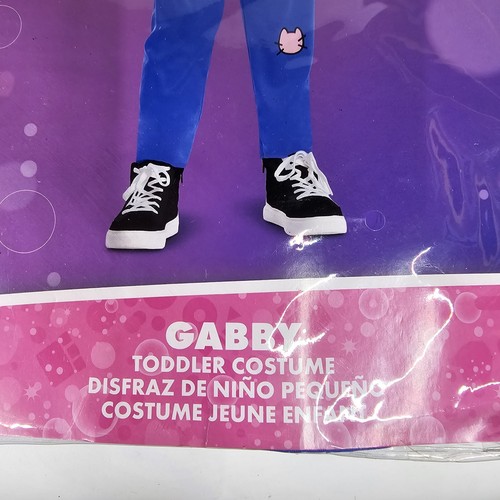 GABBY
TODDLER COSTUME
DISFRAZ DE NIÑO PEQUEÑO
COSTUME JEUNE ENFANT